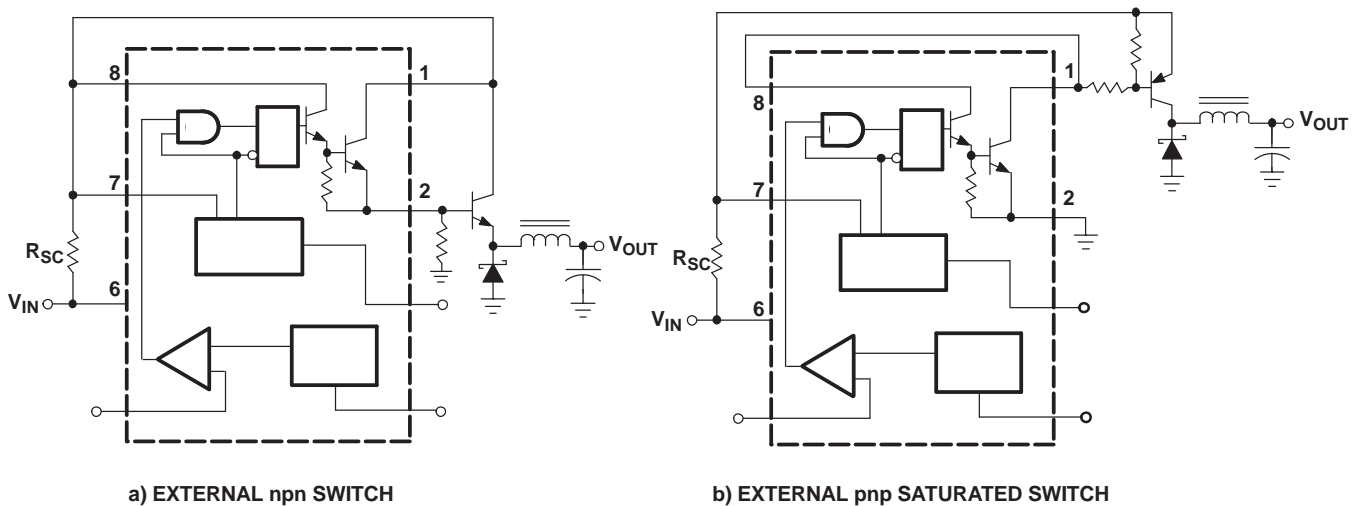 8
1
7
2
RSC
VOUT
VIN
6
a) EXTERNAL npn SWITCH
1
8
VOUT
7
2
RSC
VIN
6
b) EXTERNAL pnp SATURATED SWITCH